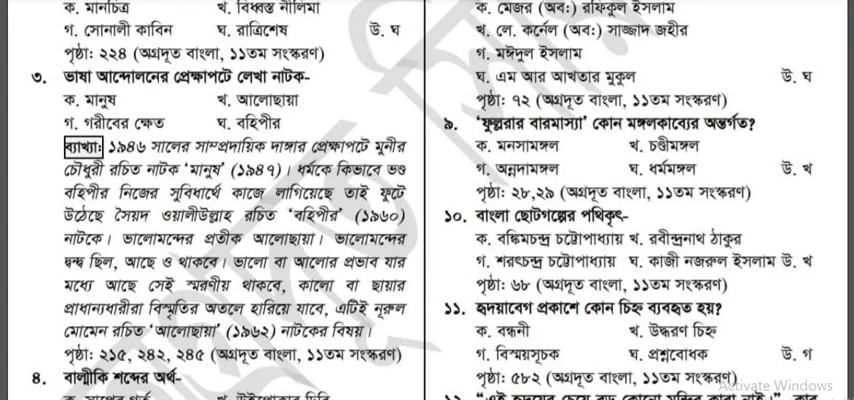 ক. মানচিত্র খ. বিধ্বস্ত নীলিমা
গ. সোনালী কাবিন ঘ. রাত্রিশেষ উ. ঘ
পৃষ্ঠা: ২২৪ (অগ্রদূত বাংলা, ১১তম সংস্করণ)
৩. ভাষা আন্দোলনের প্রেক্ষাপটে লেখা নাটক-
ক. মানুষ খ. আলোছায়া
গ. গরীবের ক্ষেত ঘ. বহিপীর
ব্যাখ্যা: ১৯৪৬ সালের সাম্প্রদায়িক দাঙ্গার প্রেক্ষাপটে মুনীর
চৌধুরী রচিত নাটক ‘মানুষ’ (১৯৪৭)। ধর্মকে কিভাবে ভণ্ড
বহিপীর নিজের সুবিধার্থে কাজে লাগিয়েছে তাই ফুটে
উঠেছে সৈয়দ ওয়ালীউল্লাহ রচিত ‘বহিপীর’ (১৯৬০)
নাটকে। ভালোমন্দের প্রতীক আলোছায়া। ভালোমন্দের
দ্বন্দ্ব ছিল, আছে ও থাকবে। ভালো বা আলোর প্রভাব যার
মধ্যে আছে সেই স্মরণীয় থাকবে, কালো বা ছায়ার
প্রাধান্যধারীরা বিস্মৃতির অতলে হারিয়ে যাবে, এটিই নূরুল
মোমেন রচিত ‘আলোছায়া’ (১৯৬২) নাটকের বিষয়।
পৃষ্ঠা: ২১৫, ২৪২, ২৪৫ (অগ্রদূত বাংলা, ১১তম সংস্করণ)
৪. বাল্মীকি শব্দের অর্থ-
ক. মেজর (অব:) রফিকুল ইসলাম
খ. লে. কর্নেল (অব:) সাজ্জাদ জহীর
গ. মঈদুল ইসলাম
ঘ. এম আর আখতার মুকুল উ. ঘ
পৃষ্ঠা: ৭২ (অগ্রদূত বাংলা, ১১তম সংস্করণ)
৯. ‘ফুল্লরার বারমাস্যা’ কোন মঙ্গলকাব্যের অন্তর্গত?
ক. মনসামঙ্গল খ. চণ্ডীমঙ্গল
গ. অন্নদামঙ্গল ঘ. ধর্মমঙ্গল উ. খ
পৃষ্ঠা: ২৮,২৯ (অগ্রদূত বাংলা, ১১তম সংস্করণ)
১০. বাংলা ছোটগল্পের পথিকৃৎ-
ক. বঙ্কিমচন্দ্র চট্টোপাধ্যায় খ. রবীন্দ্রনাথ ঠাকুর
গ. শরৎচন্দ্র চট্টোপাধ্যায় ঘ. কাজী নজরুল ইসলাম উ. খ
পৃষ্ঠা: ৬৮ (অগ্রদূত বাংলা, ১১তম সংস্করণ)
১১. হৃদয়াবেগ প্রকাশে কোন চিহ্ন ব্যবহৃত হয়?
ক. বন্ধনী খ. উদ্ধরণ চিহ্ন
গ. বিস্ময়সূচক ঘ. প্রশ্নবোধক উ. গ
পৃষ্ঠা: ৫৮২ (অগ্রদূত বাংলা, ১১তম সংস্করণ)
Activate Windows